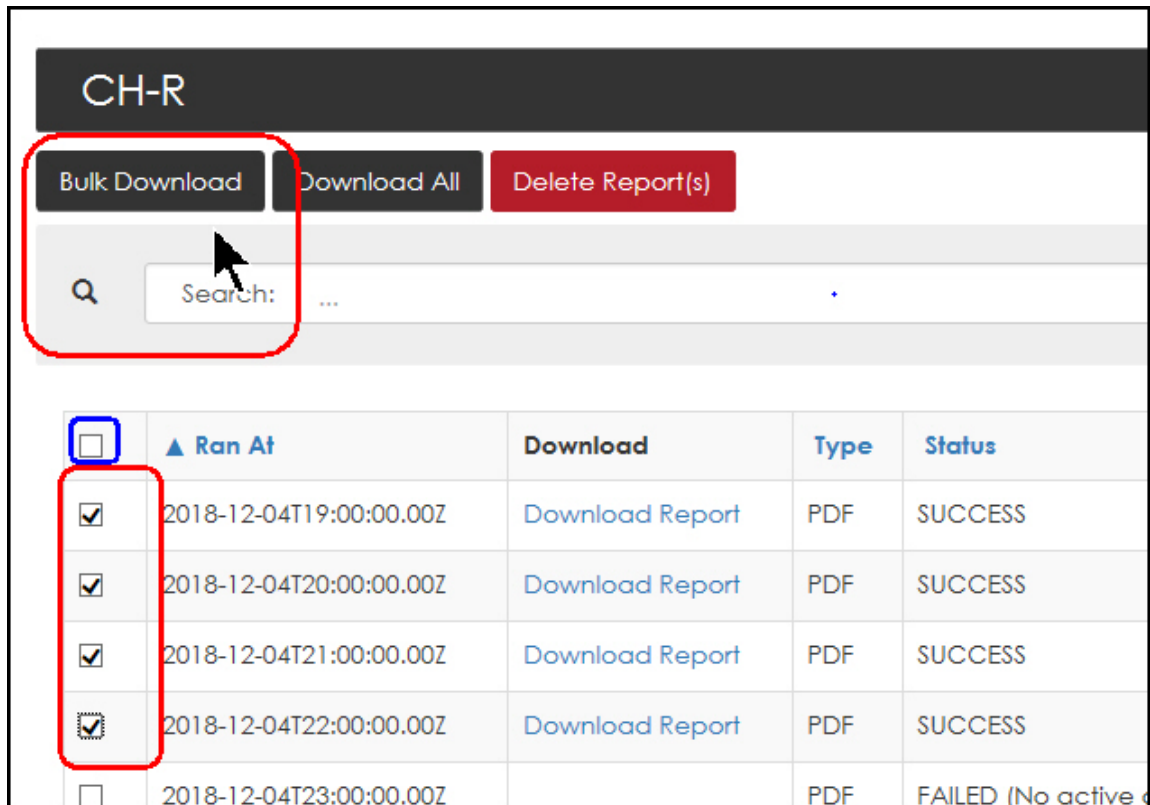 CH-R
Bulk Download Download All Delete Report(s)
Search: ...
▲ Ran At Download Type Status
2018-12-04T19:00:00.00Z Download Report PDF SUCCESS
2018-12-04T20:00:00.00Z Download Report PDF SUCCESS
2018-12-04T21:00:00.00Z Download Report PDF SUCCESS
2018-12-04T22:00:00.00Z Download Report PDF SUCCESS
2018-12-04T23:00:00.00Z PDF FAILED (No active